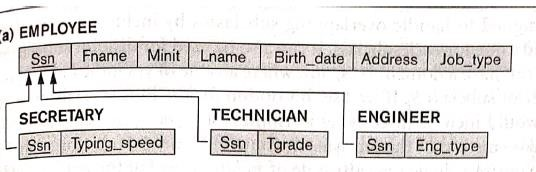 (a) EMPLOYEE
Ssn Fname Minit Lname Birth_date Address Job_type
SECRETARY TECHNICIAN ENGINEER
Ssn Typing_speed Ssn Tgrade Ssn Eng_type